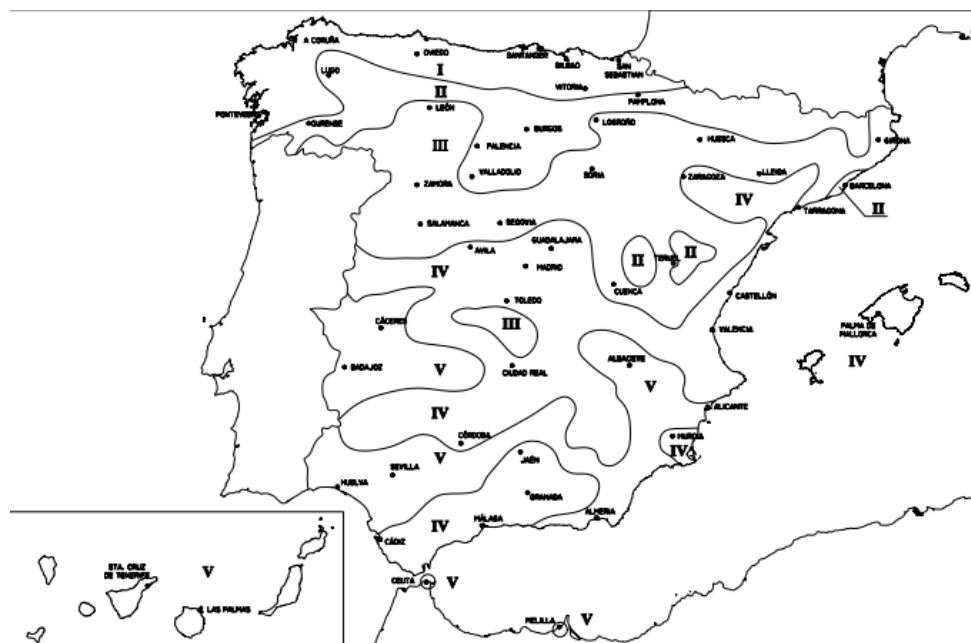 A CORUÑA
OVIEDO
SANTANDER
BILBAO
SAN
SEBASTIAN
LUGO
I
VITORIA
PAMPLONA
II
LEÓN
PONTEVEDRA
OURENSE
BURGOS
LOGROÑO
HUESCA
GIRONA
III
PALENCIA
VALLADOLID
ZAMORA
SORIA
ZARAGOZA
LLEIDA
BARCELONA
IV
TARRAGONA
II
SALAMANCA
SEGOVIA
AVILA
GUADALAJARA
IV
MADRID
II
TERUEL
II
CUENCA
CASTELLÓN
TOLEDO
CÁCERES
III
VALENCIA
PALMA DE
MALLORCA
IV
BADAJOZ
V
CIUDAD REAL
ALBACETE
V
IV
ALICANTE
CÓRDOBA
MURCIA
IV
V
JAÉN
SEVILLA
HUELVA
GRANADA
IV
MÁLAGA
ALMERIA
CÁDIZ
STA. CRUZ
DE TENERIFE
V
LAS PALMAS
CEUTA
V
MELILLA
V